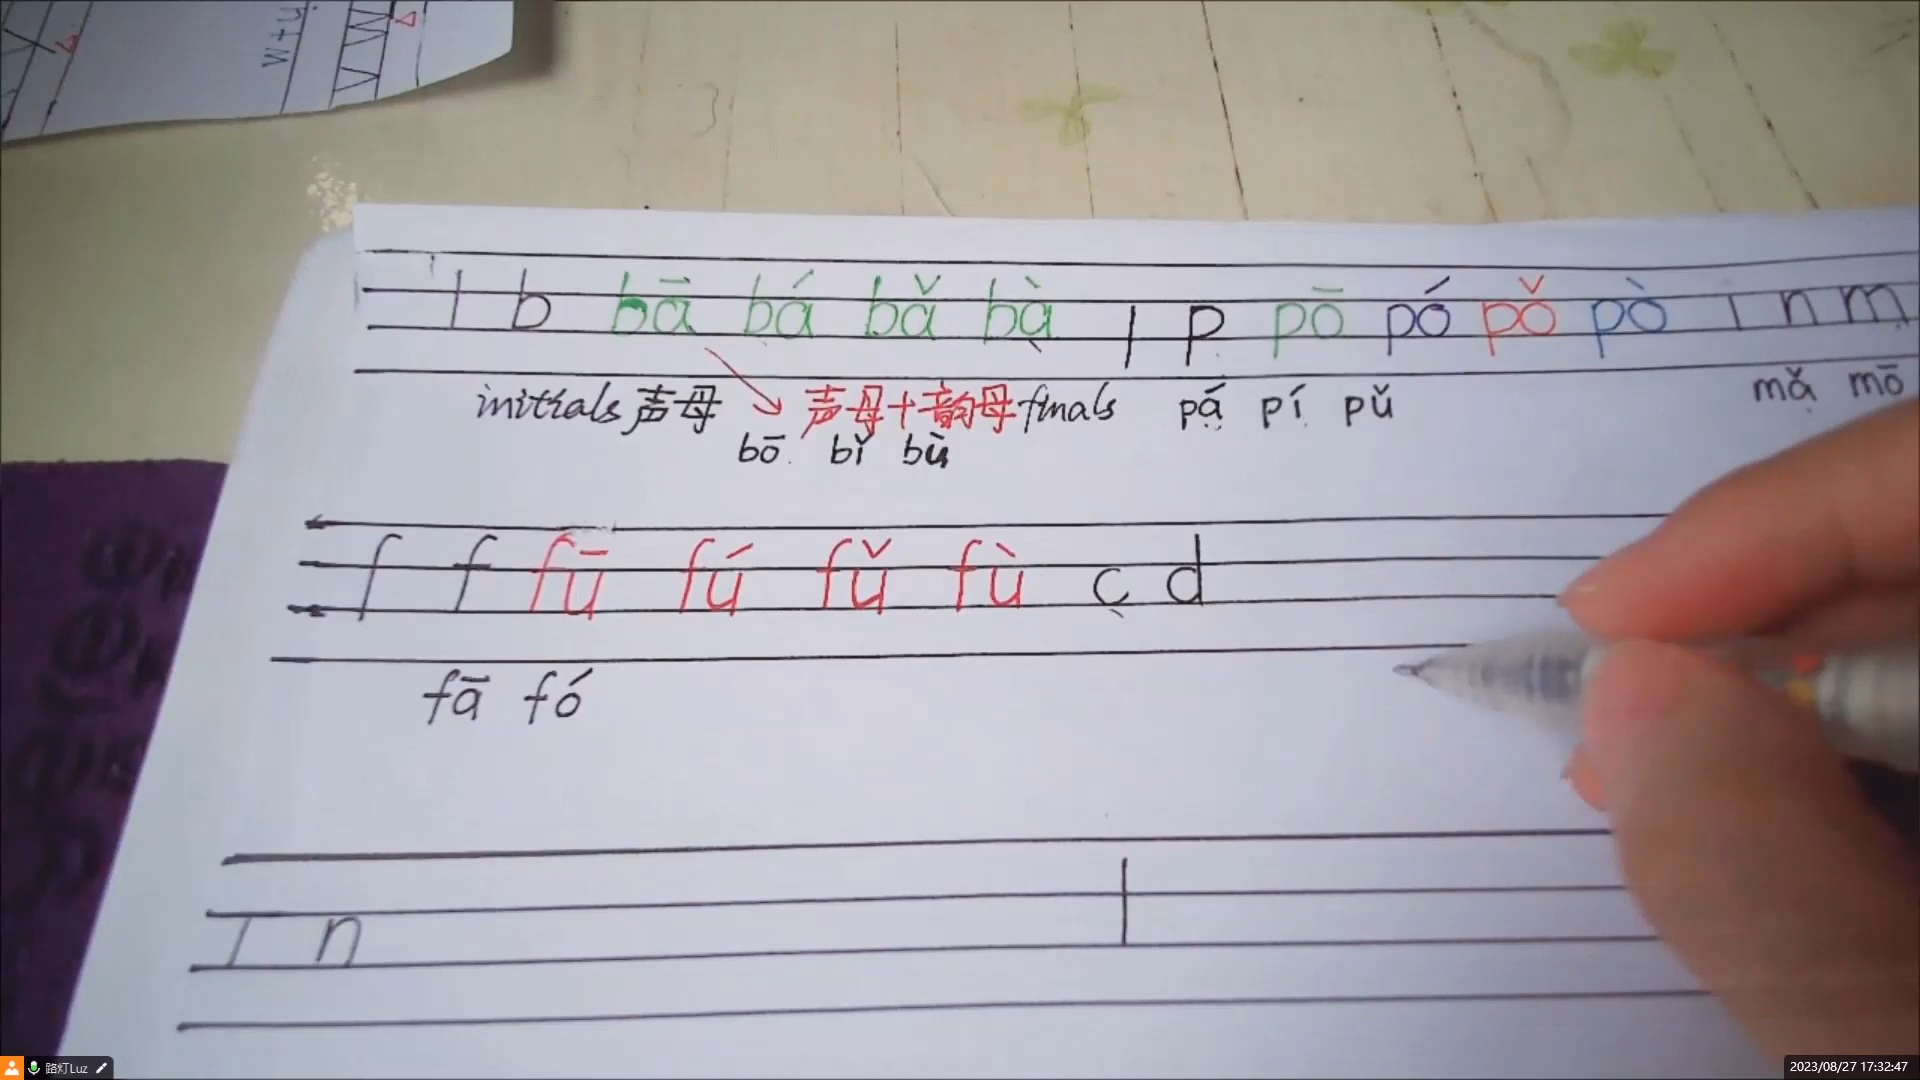 w+u
l b bā bá bǎ bà l p pō pó pǒ pò ı n m
initials 声母 声母+韵母 finals pá pí pǔ mǎ mō
bō bǐ bù
f f fū fú fǔ fù c d
fā fó
ı n l
路灯Luz
2023/08/27 17:32:47